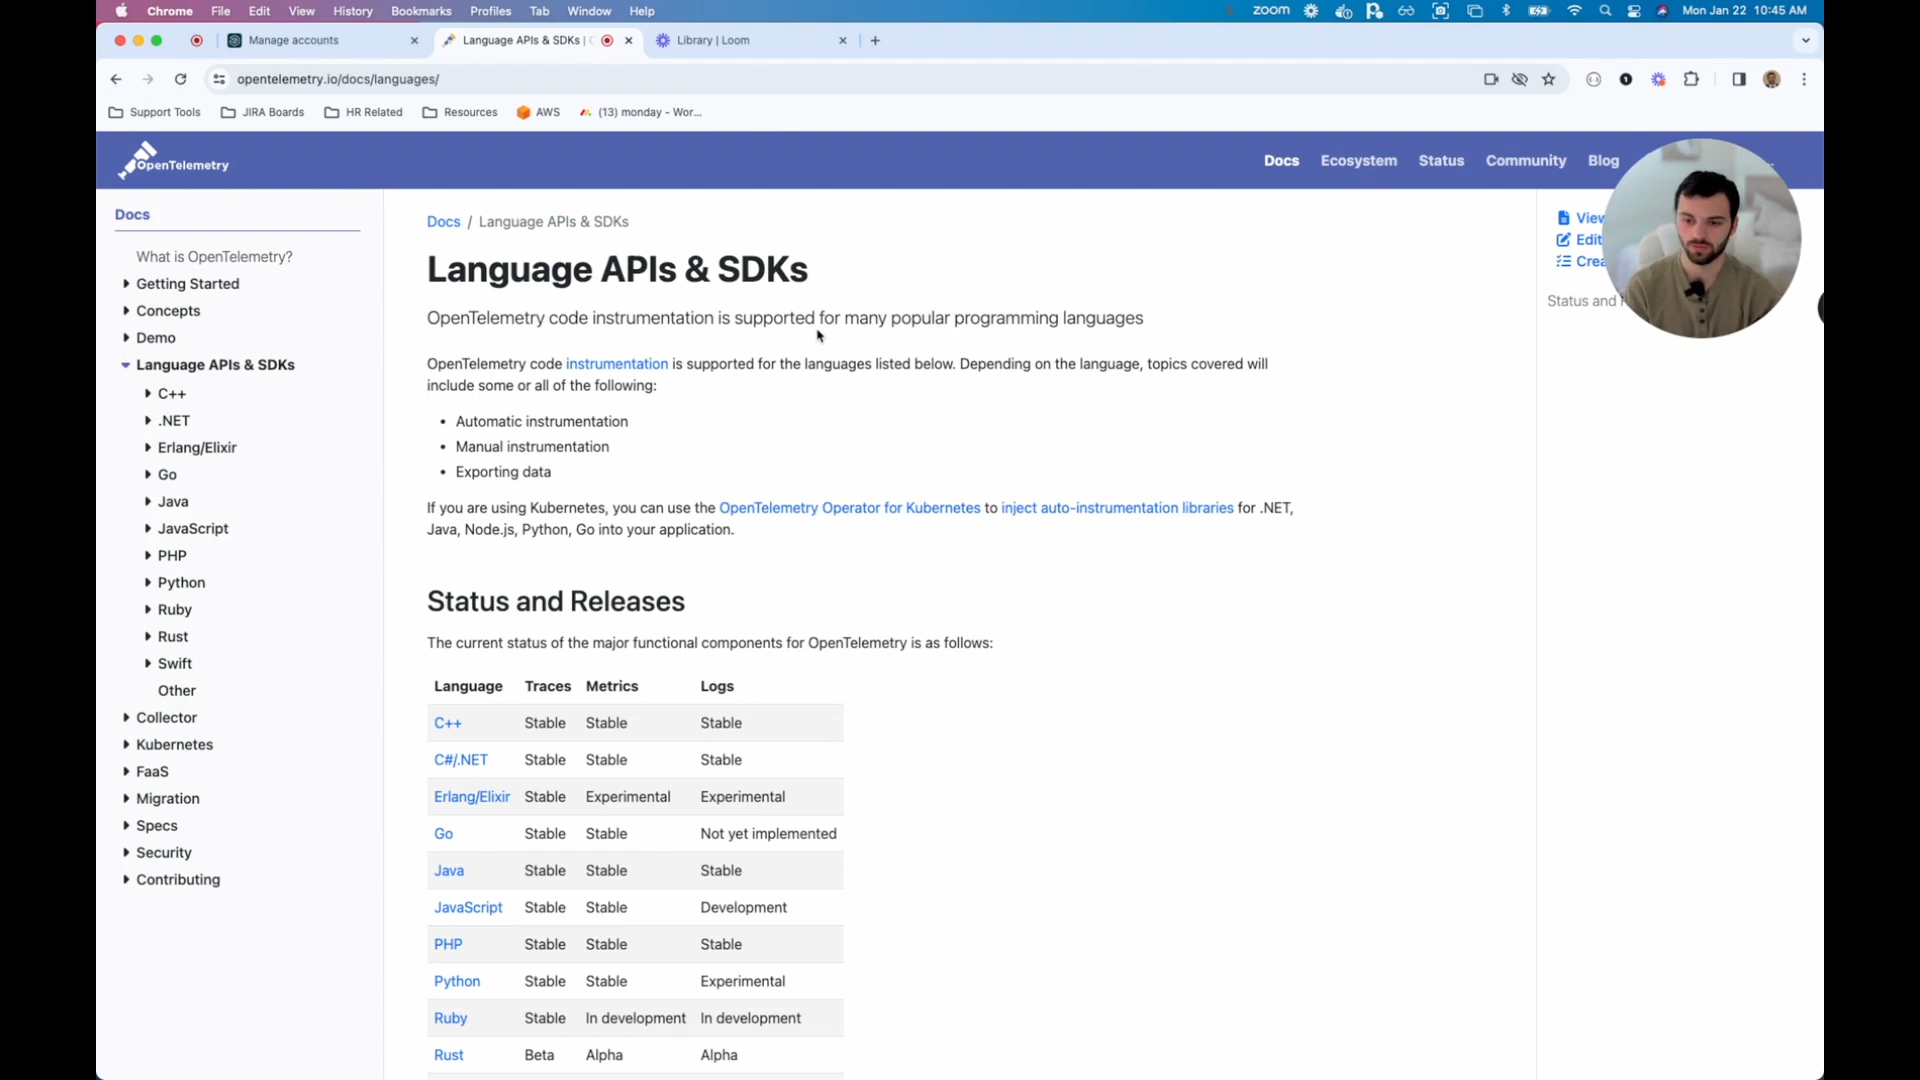 Chrome File Edit View History Bookmarks Profiles Tab Window Help
zoom Mon Jan 22 10:45 AM
Manage accounts
Language APIs & SDKs |
Library | Loom
opentelemetry.io/docs/languages/
Support Tools JIRA Boards HR Related Resources AWS (13) monday - Wor...
OpenTelemetry
Docs Ecosystem Status Community Blog
Docs
What is OpenTelemetry?
Getting Started
Concepts
Demo
Language APIs & SDKs
C++
.NET
Erlang/Elixir
Go
Java
JavaScript
PHP
Python
Ruby
Rust
Swift
Other
Collector
Kubernetes
FaaS
Migration
Specs
Security
Contributing
Docs / Language APIs & SDKs
Language APIs & SDKs
OpenTelemetry code instrumentation is supported for many popular programming languages
OpenTelemetry code instrumentation is supported for the languages listed below. Depending on the language, topics covered will
include some or all of the following:
• Automatic instrumentation
• Manual instrumentation
• Exporting data
If you are using Kubernetes, you can use the OpenTelemetry Operator for Kubernetes to inject auto-instrumentation libraries for .NET,
Java, Node.js, Python, Go into your application.
Status and Releases
The current status of the major functional components for OpenTelemetry is as follows:
Language Traces Metrics Logs
C++ Stable Stable Stable
C#/.NET Stable Stable Stable
Erlang/Elixir Stable Experimental Experimental
Go Stable Stable Not yet implemented
Java Stable Stable Stable
JavaScript Stable Stable Development
PHP Stable Stable Stable
Python Stable Stable Experimental
Ruby Stable In development In development
Rust Beta Alpha Alpha
View
Edit
Crea
Status and